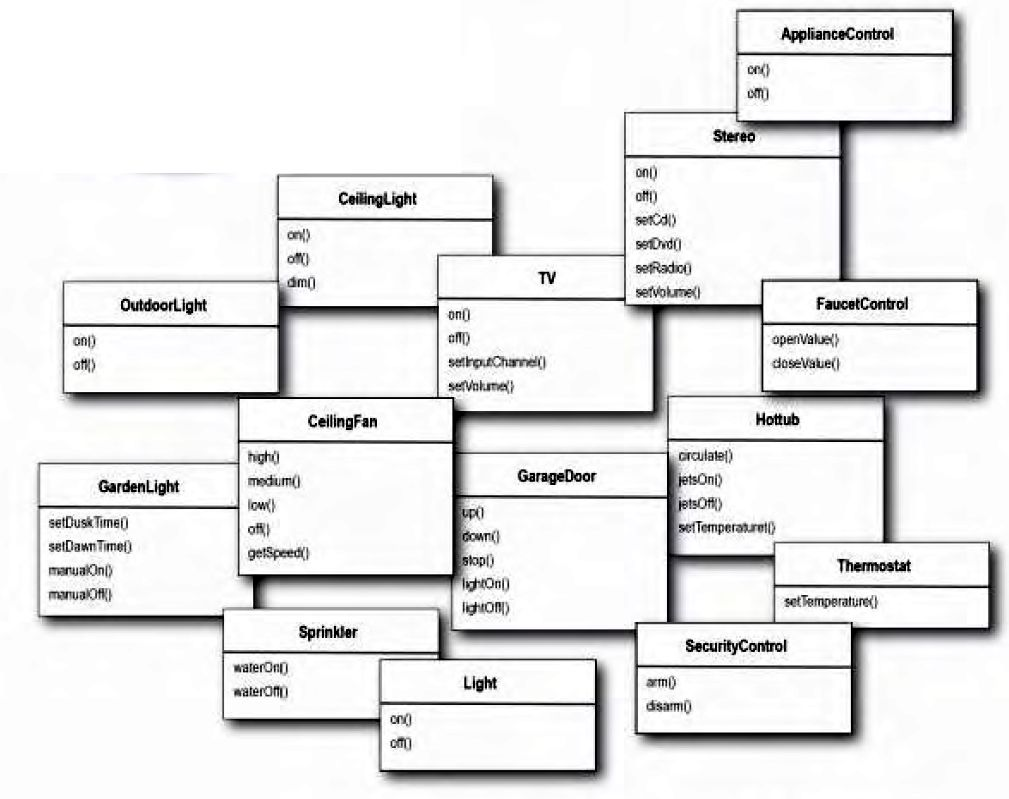 ApplianceControl
on()
off()
Stereo
on()
off()
setCd()
setDvd()
setRadio()
setVolume()
CeilingLight
on()
off()
dim()
TV
on()
off()
setInputChannel()
setVolume()
OutdoorLight
on()
off()
FaucetControl
openValue()
closeValue()
CeilingFan
high()
medium()
low()
off()
getSpeed()
Hottub
circulate()
jetsOn()
jetsOff()
setTemperaturet()
GardenLight
setDuskTime()
setDawnTime()
manualOn()
manualOff()
GarageDoor
up()
down()
stop()
lightOn()
lightOff()
Thermostat
setTemperature()
Sprinkler
waterOn()
waterOff()
SecurityControl
arm()
disarm()
Light
on()
off()